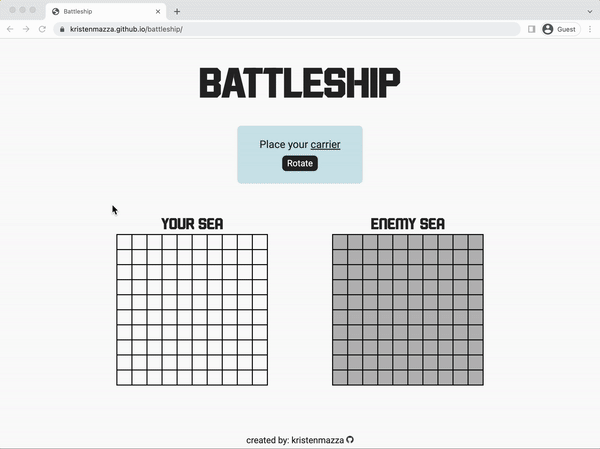 Battleship
kristenmazza.github.io/battleship/
Guest
BATTLESHIP
Place your carrier
Rotate
YOUR SEA
ENEMY SEA
created by: kristenmazza